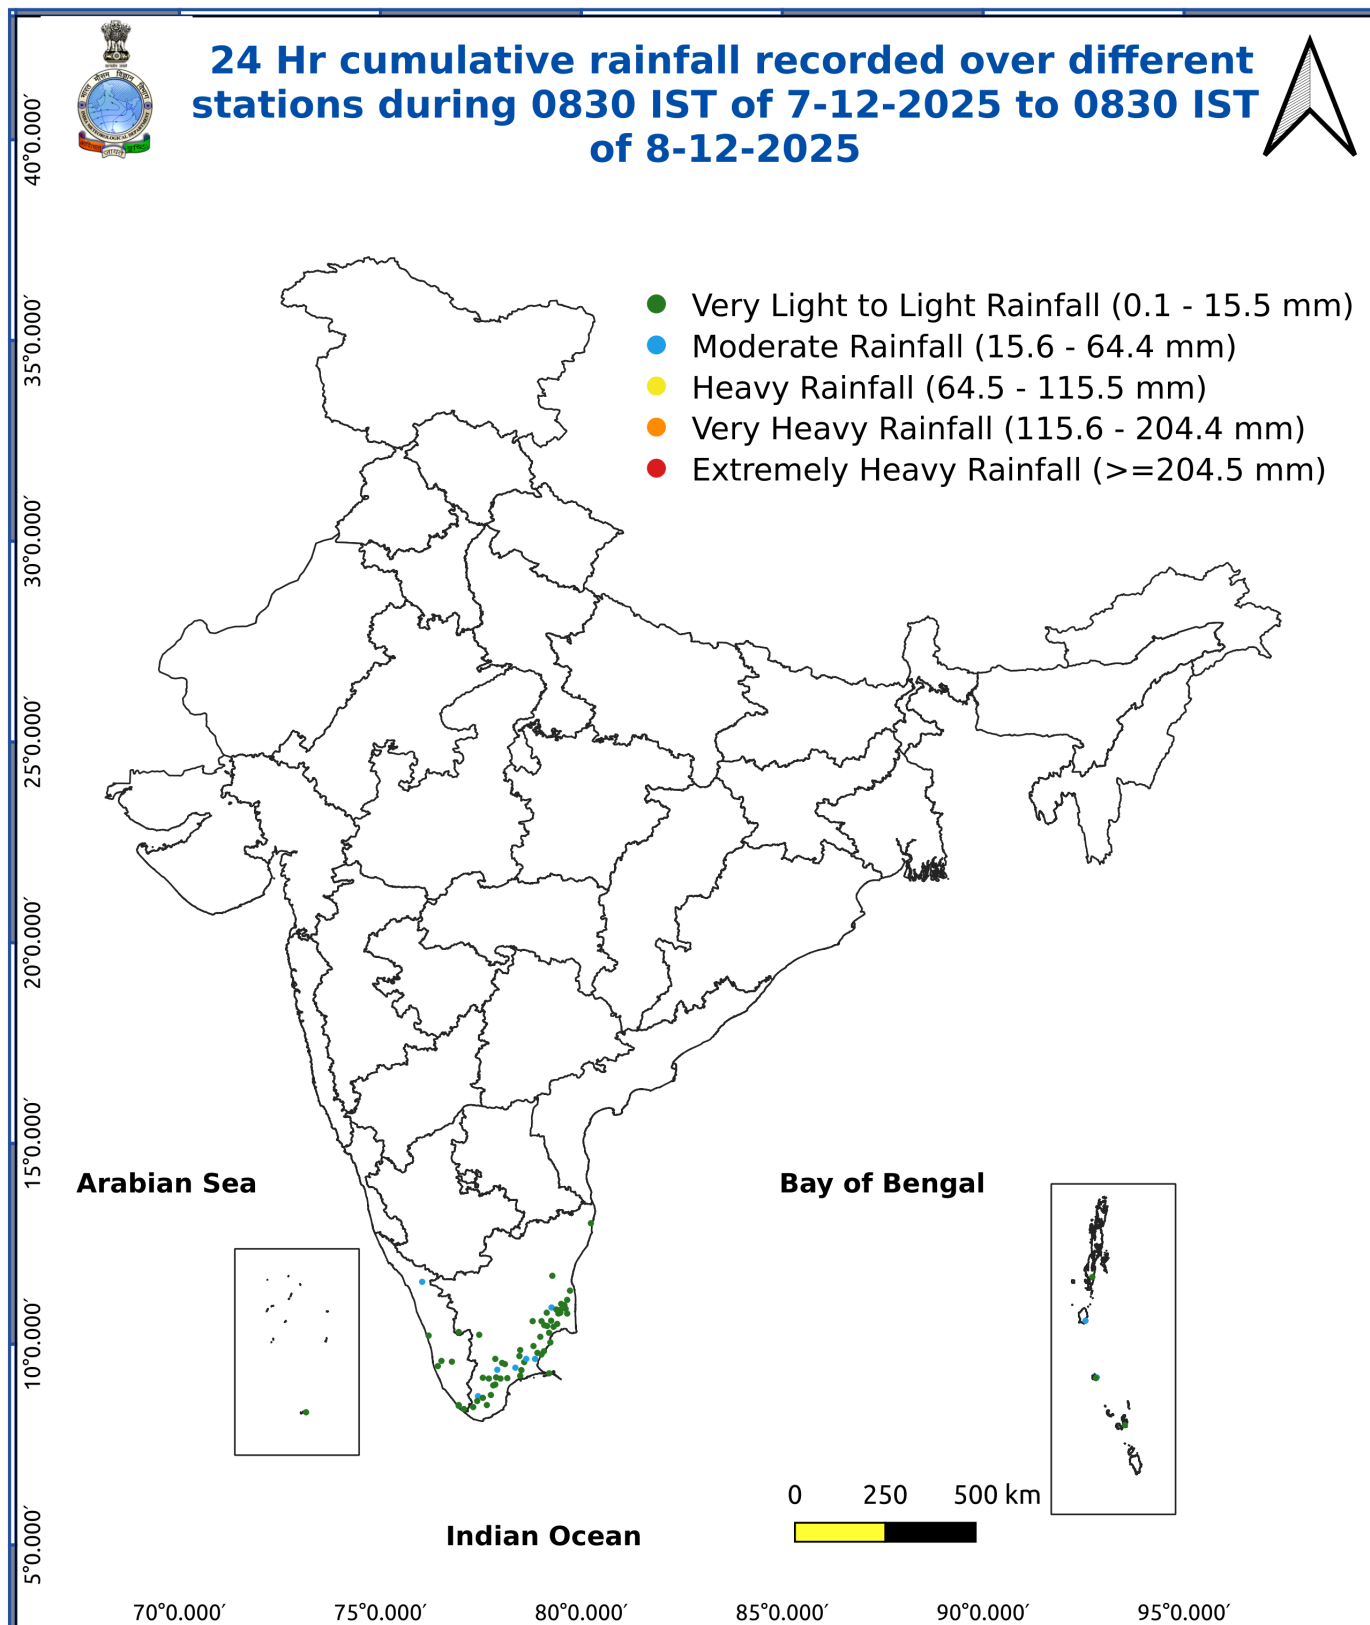 24 Hr cumulative rainfall recorded over different
stations during 0830 IST of 7-12-2025 to 0830 IST
of 8-12-2025
40°0.000′
35°0.000′
30°0.000′
25°0.000′
20°0.000′
15°0.000′
10°0.000′
5°0.000′
Very Light to Light Rainfall (0.1 - 15.5 mm)
Moderate Rainfall (15.6 - 64.4 mm)
Heavy Rainfall (64.5 - 115.5 mm)
Very Heavy Rainfall (115.6 - 204.4 mm)
Extremely Heavy Rainfall (>=204.5 mm)
Arabian Sea
Bay of Bengal
Indian Ocean
0 250 500 km
70°0.000′ 75°0.000′ 80°0.000′ 85°0.000′ 90°0.000′ 95°0.000′